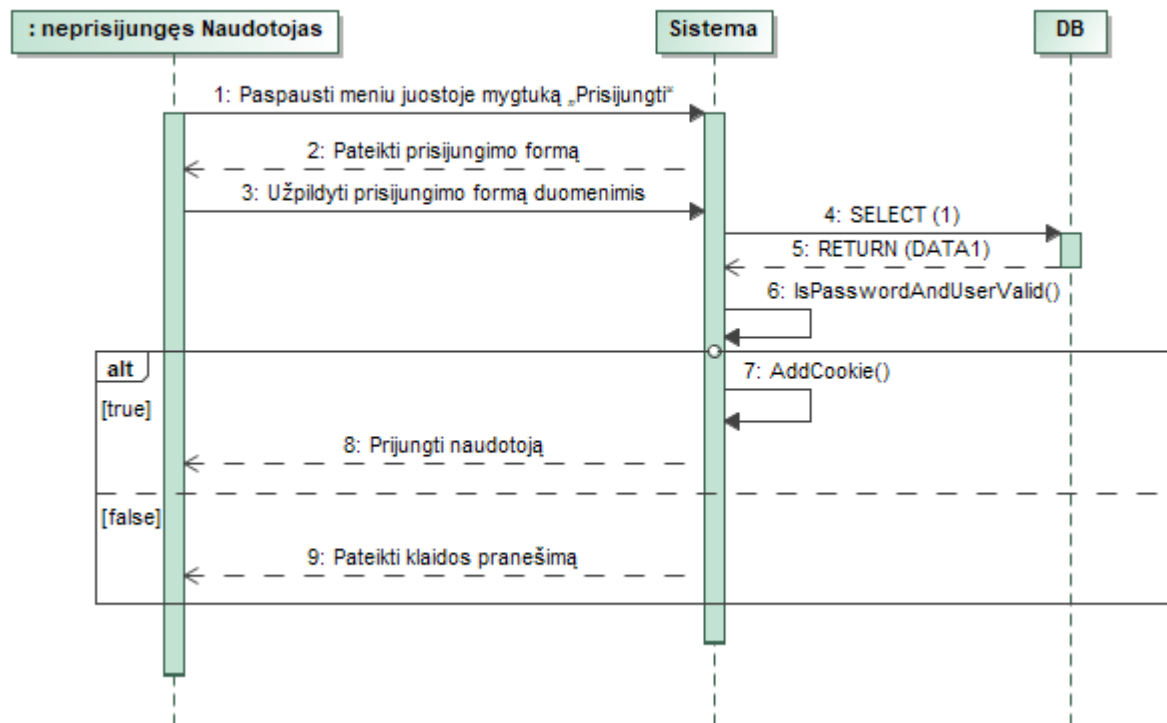 : neprisijungęs Naudotojas
Sistema
DB
1: Paspausti meniu juostoje mygtuką „Prisijungti“
2: Pateikti prisijungimo formą
3: Užpildyti prisijungimo formą duomenimis
4: SELECT (1)
5: RETURN (DATA1)
6: IsPasswordAndUserValid()
alt
7: AddCookie()
[true]
8: Prijungti naudotoją
[false]
9: Pateikti klaidos pranešimą